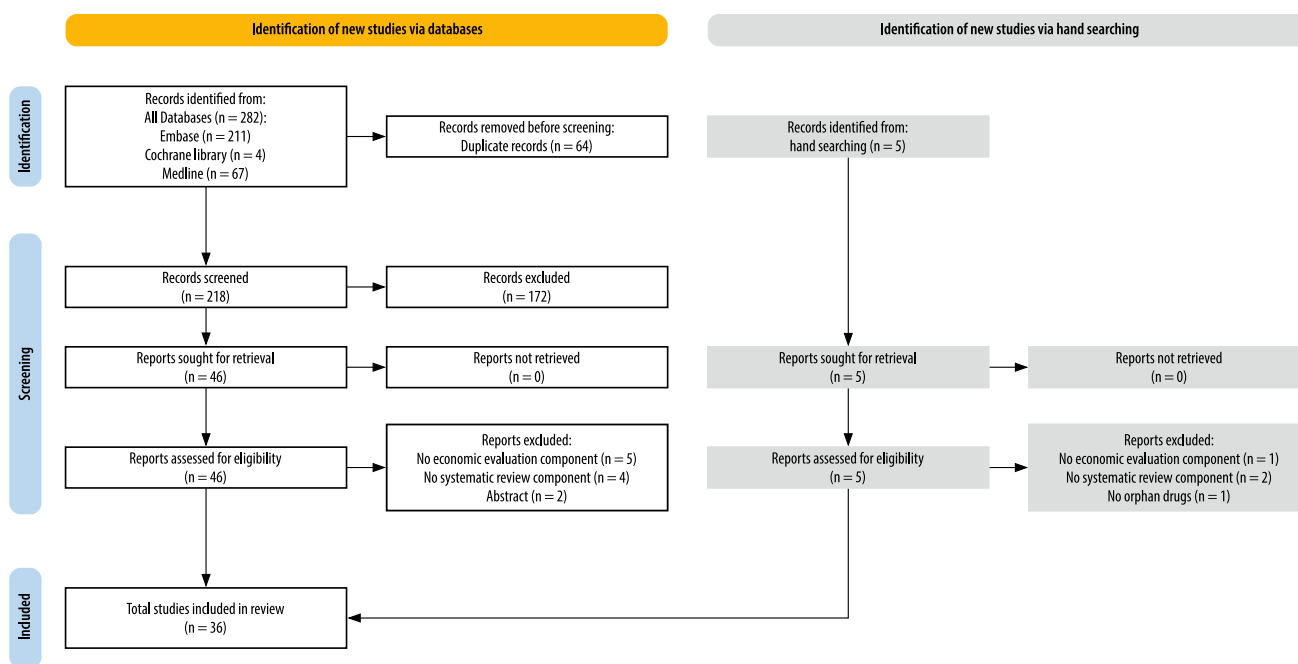 Identification of new studies via databases
Identification of new studies via hand searching
Identification
Records identified from:
All Databases (n = 282):
Embase (n = 211)
Cochrane library (n = 4)
Medline (n = 67)
Records removed before screening:
Duplicate records (n = 64)
Records identified from:
hand searching (n = 5)
Screening
Records screened
(n = 218)
Records excluded
(n = 172)
Reports sought for retrieval
(n = 46)
Reports not retrieved
(n = 0)
Reports sought for retrieval
(n = 5)
Reports not retrieved
(n = 0)
Reports assessed for eligibility
(n = 46)
Reports excluded:
No economic evaluation component (n = 5)
No systematic review component (n = 4)
Abstract (n = 2)
Reports assessed for eligibility
(n = 5)
Reports excluded:
No economic evaluation component (n = 1)
No systematic review component (n = 2)
No orphan drugs (n = 1)
Included
Total studies included in review
(n = 36)